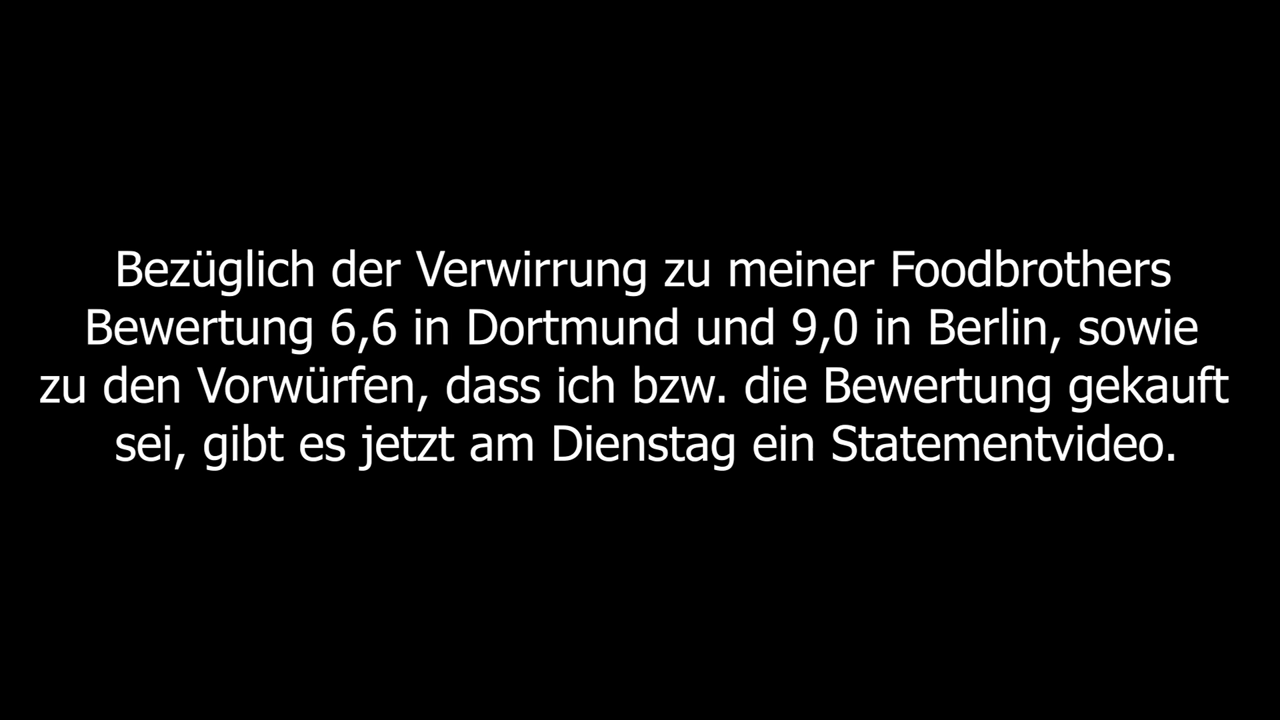 Bezüglich der Verwirrung zu meiner Foodbrothers
Bewertung 6,6 in Dortmund und 9,0 in Berlin, sowie
zu den Vorwürfen, dass ich bzw. die Bewertung gekauft
sei, gibt es jetzt am Dienstag ein Statementvideo.